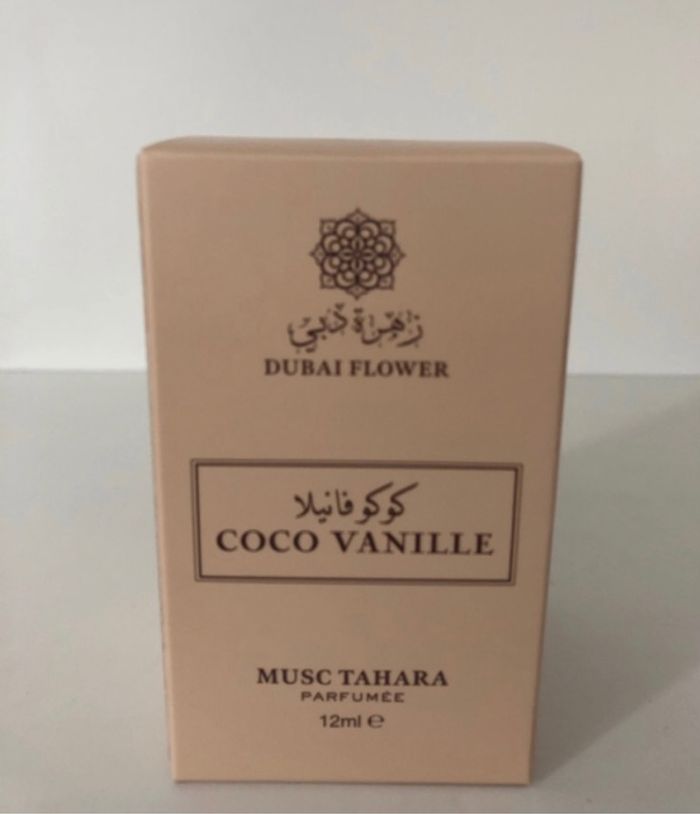 زهرة دبي
DUBAI FLOWER
كوكو فانيلا
COCO VANILLE
MUSC TAHARA
PARFUMÉE
12ml ℮